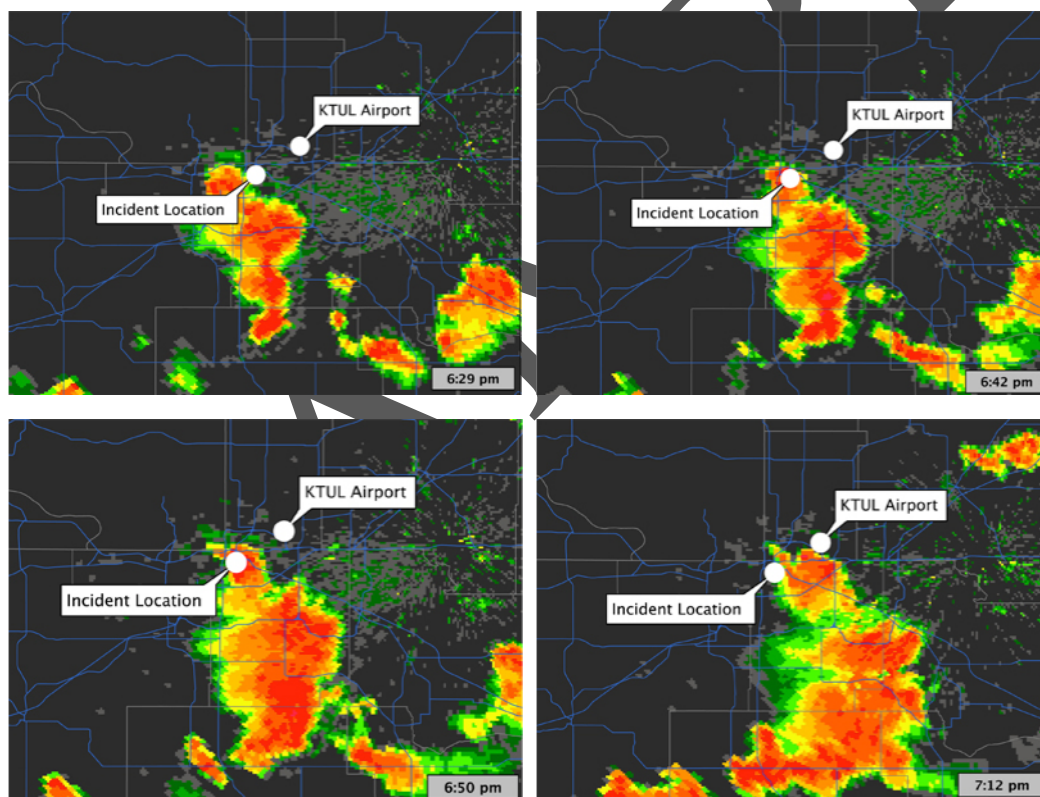 KTUL Airport
Incident Location
6:29 pm
KTUL Airport
Incident Location
6:42 pm
KTUL Airport
Incident Location
6:50 pm
KTUL Airport
Incident Location
7:12 pm